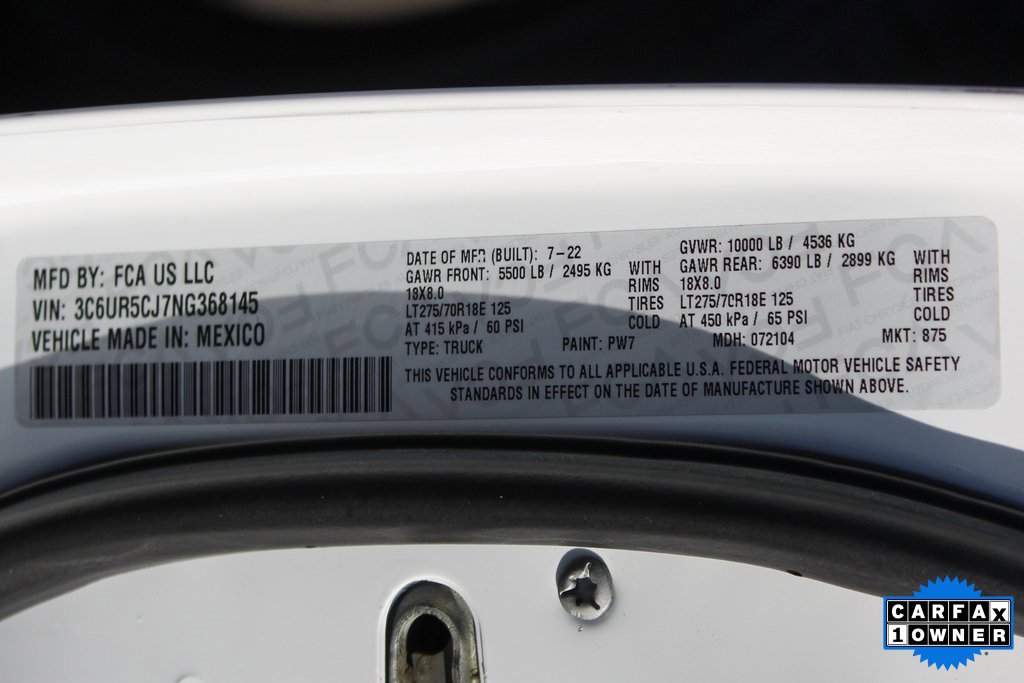 MFD BY: FCA US LLC
VIN: 3C6UR5CJ7NG368145
VEHICLE MADE IN: MEXICO
DATE OF MFR (BUILT): 7-22
GAWR FRONT: 5500 LB / 2495 KG
18X8.0
LT275/70R18E 125
AT 415 kPa / 60 PSI
WITH
RIMS
TIRES
COLD
TYPE: TRUCK PAINT: PW7
GVWR: 10000 LB / 4536 KG
GAWR REAR: 6390 LB / 2899 KG
18X8.0
LT275/70R18E 125
AT 450 kPa / 65 PSI
WITH
RIMS
TIRES
COLD
MDH: 072104 MKT: 875
THIS VEHICLE CONFORMS TO ALL APPLICABLE U.S.A. FEDERAL MOTOR VEHICLE SAFETY
STANDARDS IN EFFECT ON THE DATE OF MANUFACTURE SHOWN ABOVE.
CARFAX
1 OWNER